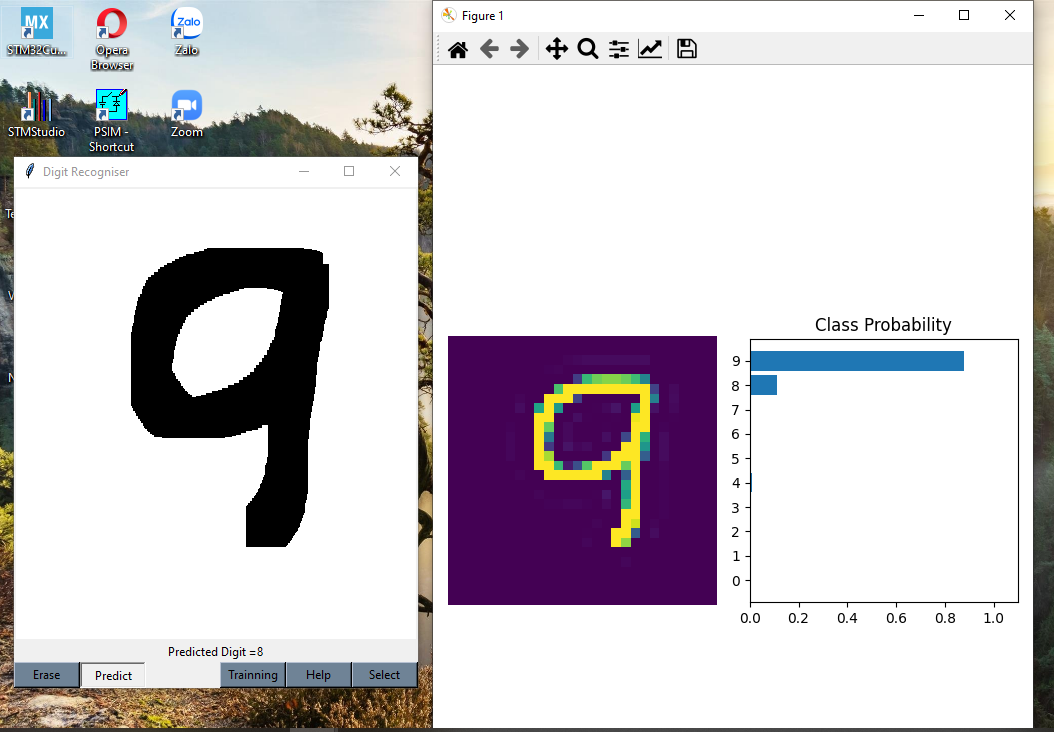 MX
STM32Cu...
Opera
Browser
Zalo
Zalo
STMStudio
PSIM -
Shortcut
Zoom
Digit Recogniser
9
Predicted Digit =8
Erase
Predict
Trainning
Help
Select
Figure 1
Class Probability
9
8
7
6
5
4
3
2
1
0
0.0 0.2 0.4 0.6 0.8 1.0